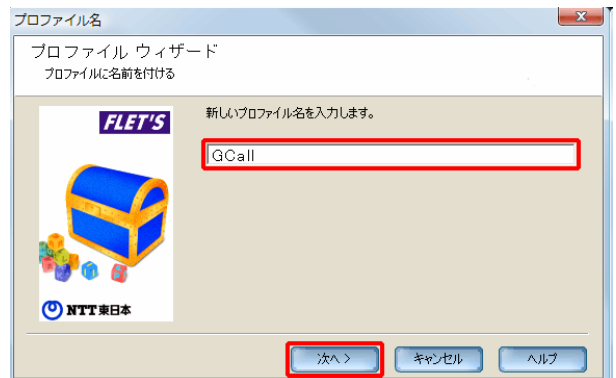 プロファイル名
プロファイル ウィザード
プロファイルに名前を付ける
FLET'S
新しいプロファイル名を入力します。
GCall
NTT東日本
次へ >
キャンセル
ヘルプ